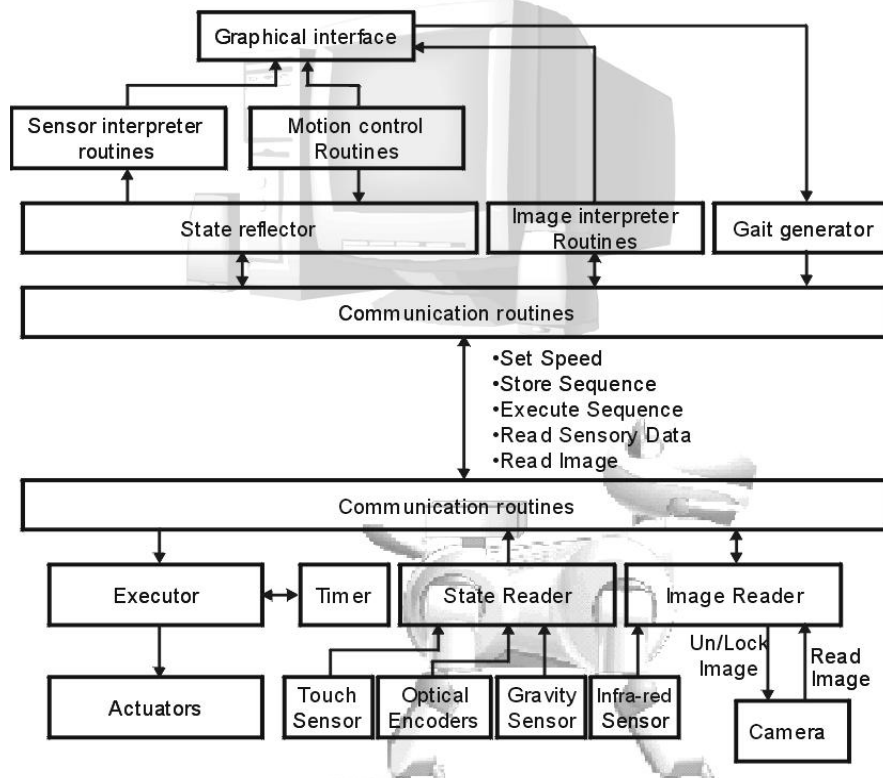 Graphical interface
Sensor interpreter
routines
Motion control
Routines
State reflector
Image interpreter
Routines
Gait generator
Communication routines
•Set Speed
•Store Sequence
•Execute Sequence
•Read Sensory Data
•Read Image
Communication routines
Executor
Timer
State Reader
Image Reader
Un/Lock
Image
Read
Image
Actuators
Touch
Sensor
Optical
Encoders
Gravity
Sensor
Infra-red
Sensor
Camera